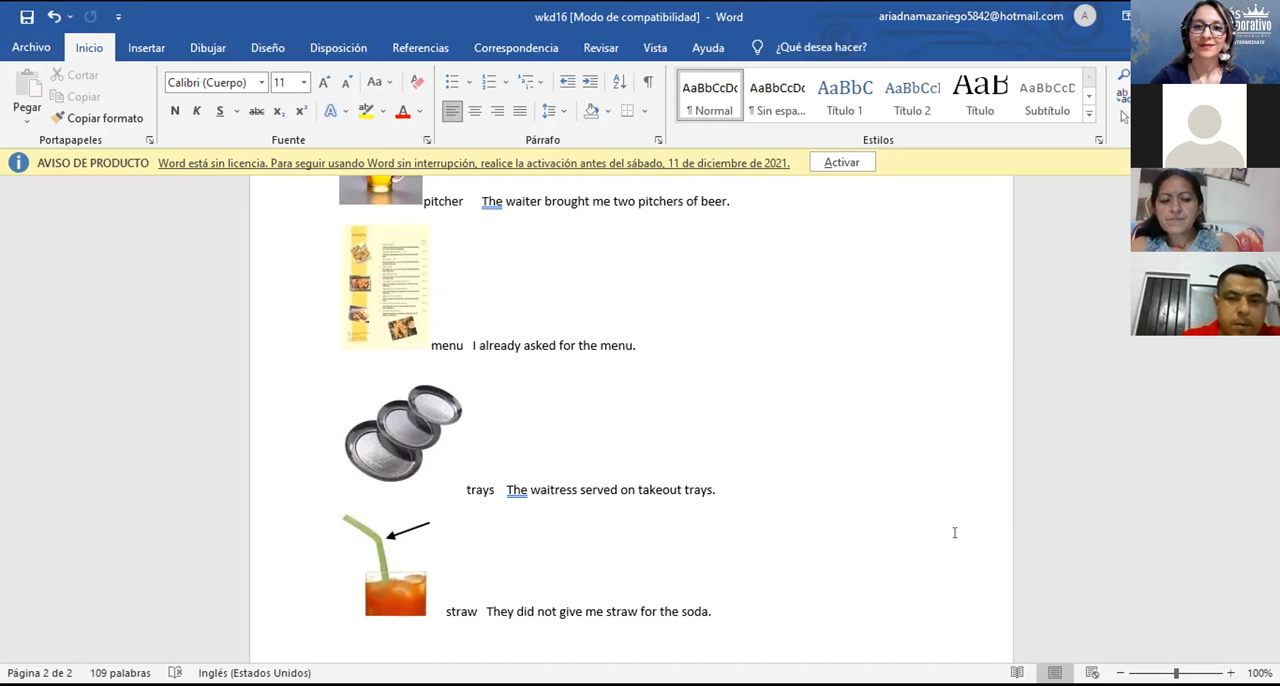 wkd16 [Modo de compatibilidad] - Word
ariadnamazariego5842@hotmail.com A
Archivo Inicio Insertar Dibujar Diseño Disposición Referencias Correspondencia Revisar Vista Ayuda ¿Qué desea hacer?
Pegar
Cortar
Copiar
Copiar formato
Portapapeles
Calibri (Cuerpo) 11
N K S abc x₂ x²
Fuente
Párrafo
AaBbCcDc AaBbCcDc AaBbC AaBbCcI AaB AaBbCcD
¶ Normal ¶ Sin espa... Título 1 Título 2 Título Subtítulo
Estilos
AVISO DE PRODUCTO Word está sin licencia. Para seguir usando Word sin interrupción, realice la activación antes del sábado, 11 de diciembre de 2021. Activar
pitcher The waiter brought me two pitchers of beer.
menu I already asked for the menu.
trays The waitress served on takeout trays.
straw They did not give me straw for the soda.
Página 2 de 2 109 palabras Inglés (Estados Unidos) 100%